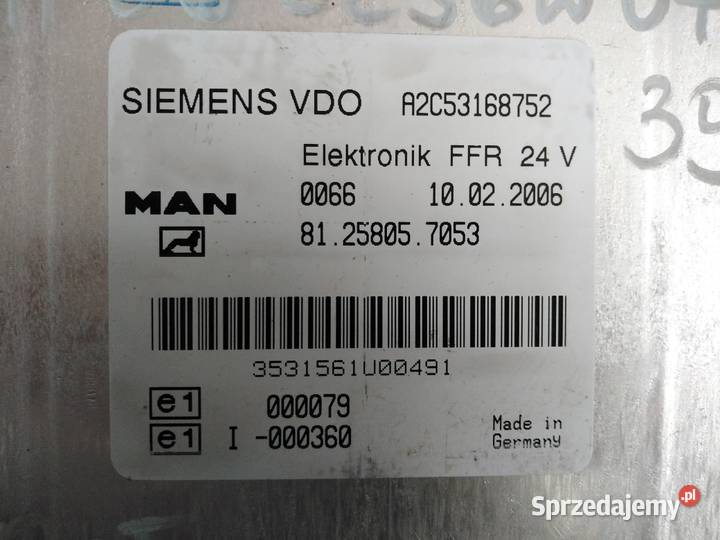 SIEMENS VDO A2C53168752
Elektronik FFR 24 V
MAN 0066 10.02.2006
81.25805.7053
3531561U00491
e1 000079
e1 I -000360
Made in
Germany
39
Sprzedajemy.pl